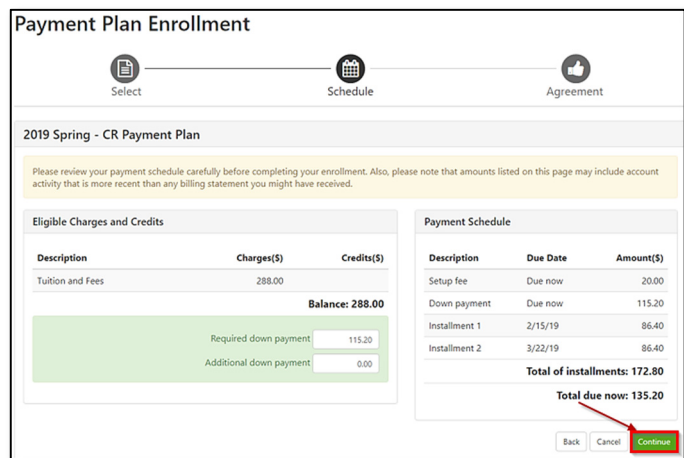 Payment Plan Enrollment
Select
Schedule
Agreement
2019 Spring - CR Payment Plan
Please review your payment schedule carefully before completing your enrollment. Also, please note that amounts listed on this page may include account
activity that is more recent than any billing statement you might have received.
Eligible Charges and Credits
Description Charges($) Credits($)
Tuition and Fees 288.00
Balance: 288.00
Required down payment 115.20
Additional down payment 0.00
Payment Schedule
Description Due Date Amount($)
Setup fee Due now 20.00
Down payment Due now 115.20
Installment 1 2/15/19 86.40
Installment 2 3/22/19 86.40
Total of installments: 172.80
Total due now: 135.20
Back Cancel Continue